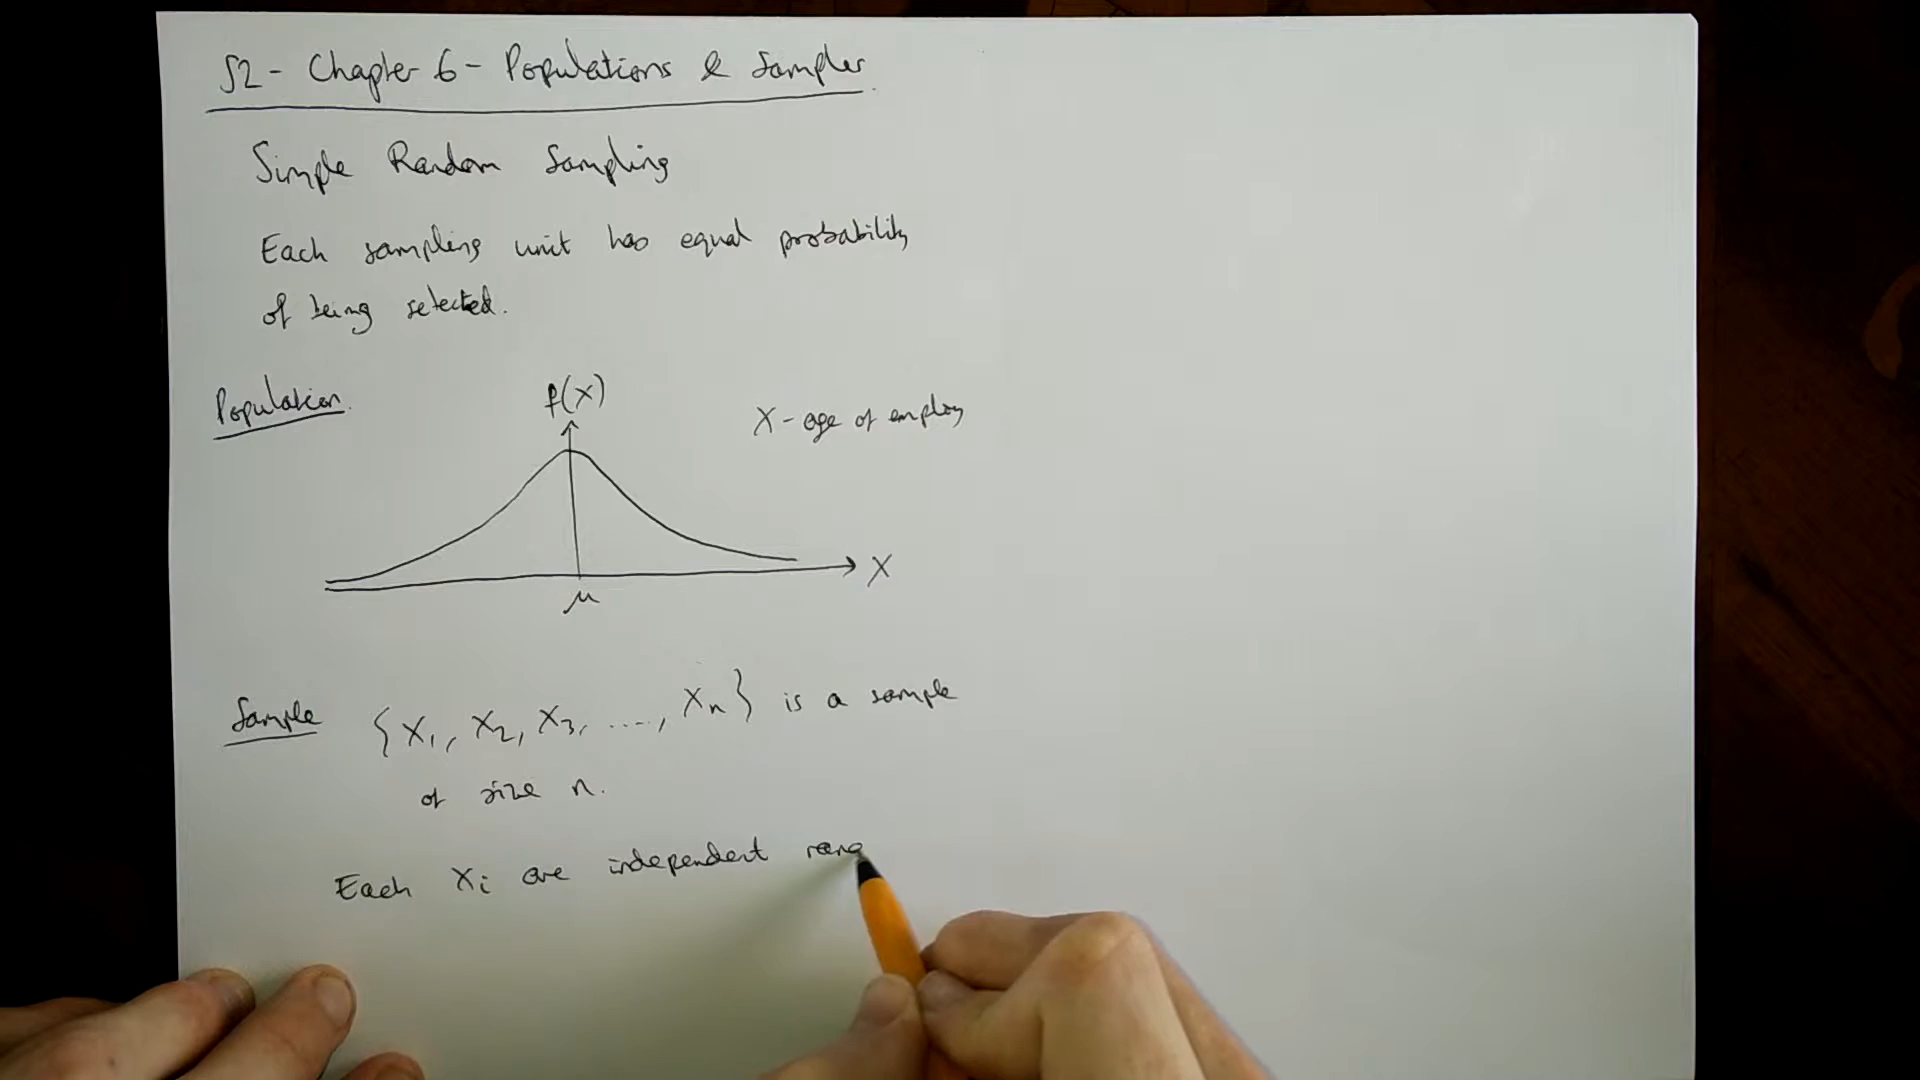 S2 - Chapter 6 - Populations & Samples
Simple Random Sampling
Each sampling unit has equal probability
of being selected.
Population
f(x)
X - age of employ
X
μ
Sample {X₁, X₂, X₃, ...., Xₙ} is a sample
of size n.
Each Xᵢ are independent rand